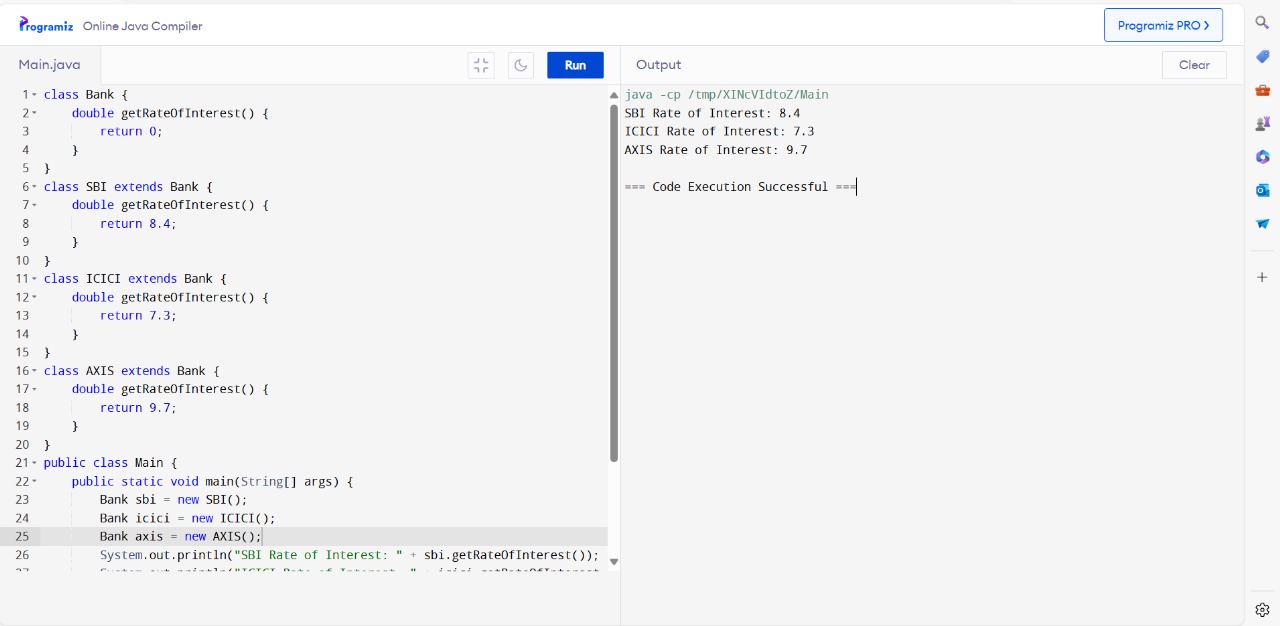 Programiz Online Java Compiler
Programiz PRO
Main.java
Run
Output
Clear
1 class Bank {
2 double getRateOfInterest() {
3 return 0;
4 }
5 }
6 class SBI extends Bank {
7 double getRateOfInterest() {
8 return 8.4;
9 }
10 }
11 class ICICI extends Bank {
12 double getRateOfInterest() {
13 return 7.3;
14 }
15 }
16 class AXIS extends Bank {
17 double getRateOfInterest() {
18 return 9.7;
19 }
20 }
21 public class Main {
22 public static void main(String[] args) {
23 Bank sbi = new SBI();
24 Bank icici = new ICICI();
25 Bank axis = new AXIS();
26 System.out.println("SBI Rate of Interest: " + sbi.getRateOfInterest());
java -cp /tmp/XINcVIdtoZ/Main
SBI Rate of Interest: 8.4
ICICI Rate of Interest: 7.3
AXIS Rate of Interest: 9.7
=== Code Execution Successful ===